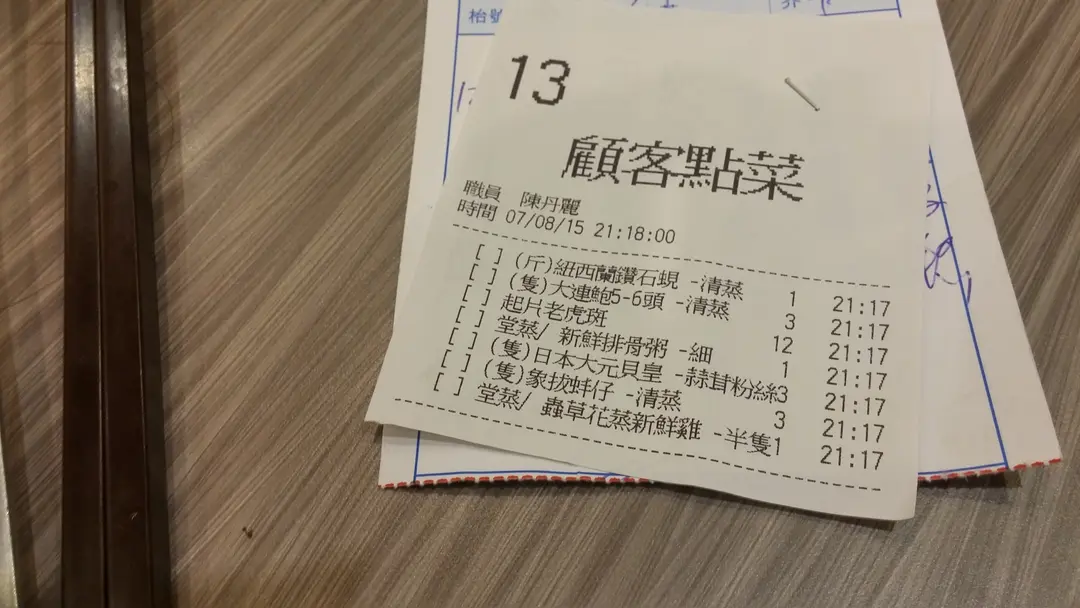 枱號
13
顧客點菜
職員 陳丹麗
時間 07/08/15 21:18:00
[ ] (斤)紐西蘭鑽石蜆 -清蒸 1 21:17
[ ] (隻)大連鮑5-6頭 -清蒸 3 21:17
[ ] 起片老虎斑 12 21:17
[ ] 堂蒸/ 新鮮排骨粥 -細 1 21:17
[ ] (隻)日本大元貝皇 -蒜茸粉絲3 21:17
[ ] (隻)象拔蚌仔 -清蒸 3 21:17
[ ] 堂蒸/ 蟲草花蒸新鮮雞 -半隻1 21:17